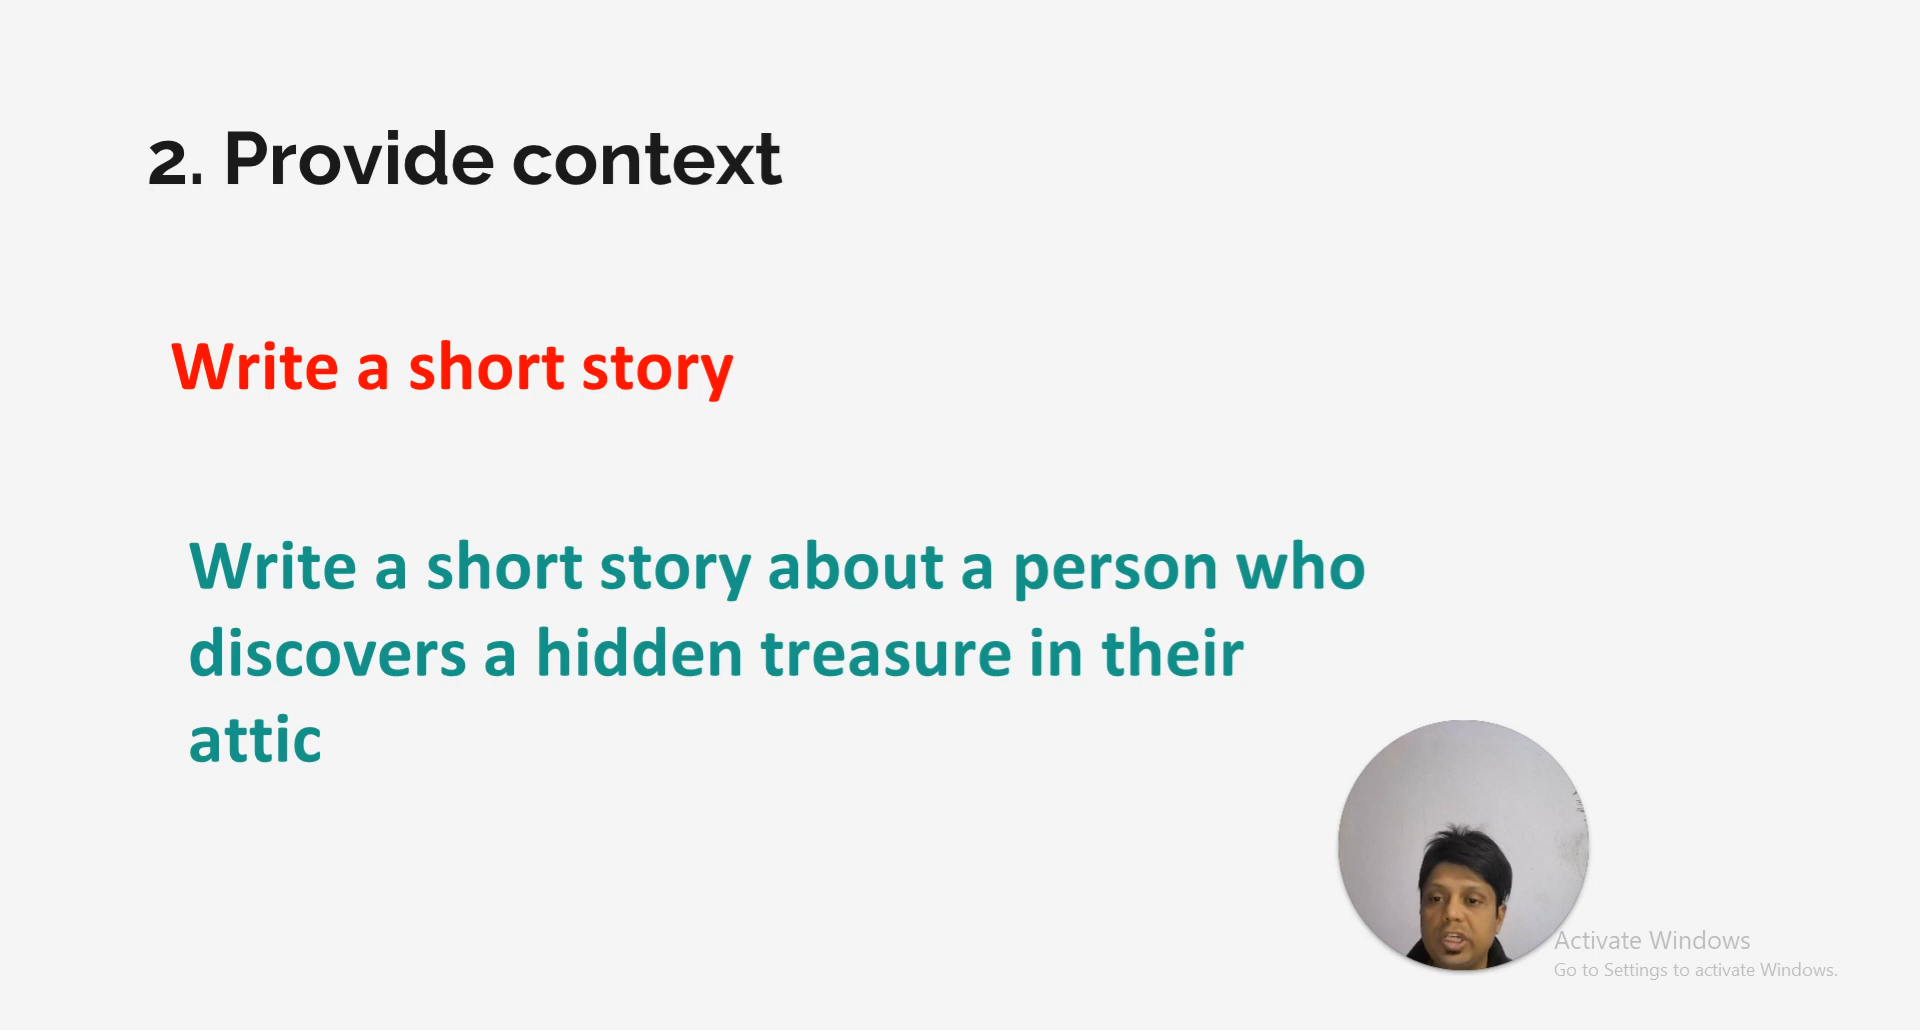 2. Provide context
Write a short story
Write a short story about a person who
discovers a hidden treasure in their
attic
Activate Windows
Go to Settings to activate Windows.